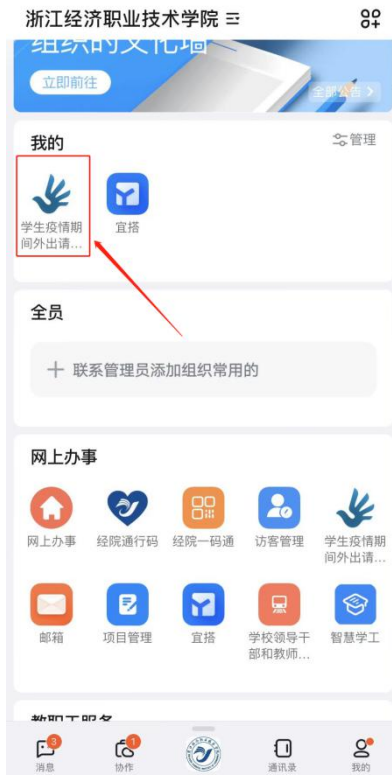 浙江经济职业技术学院
组织的文化墙
立即前往
全部公告 >
我的
管理
学生疫情期
间外出请...
宜搭
全员
联系管理员添加组织常用的
网上办事
网上办事
经院通行码
经院一码通
访客管理
学生疫情期
间外出请...
邮箱
项目管理
宜搭
学校领导干
部和教师...
智慧学工
教职工服务
3
1
消息
协作
通讯录
我的